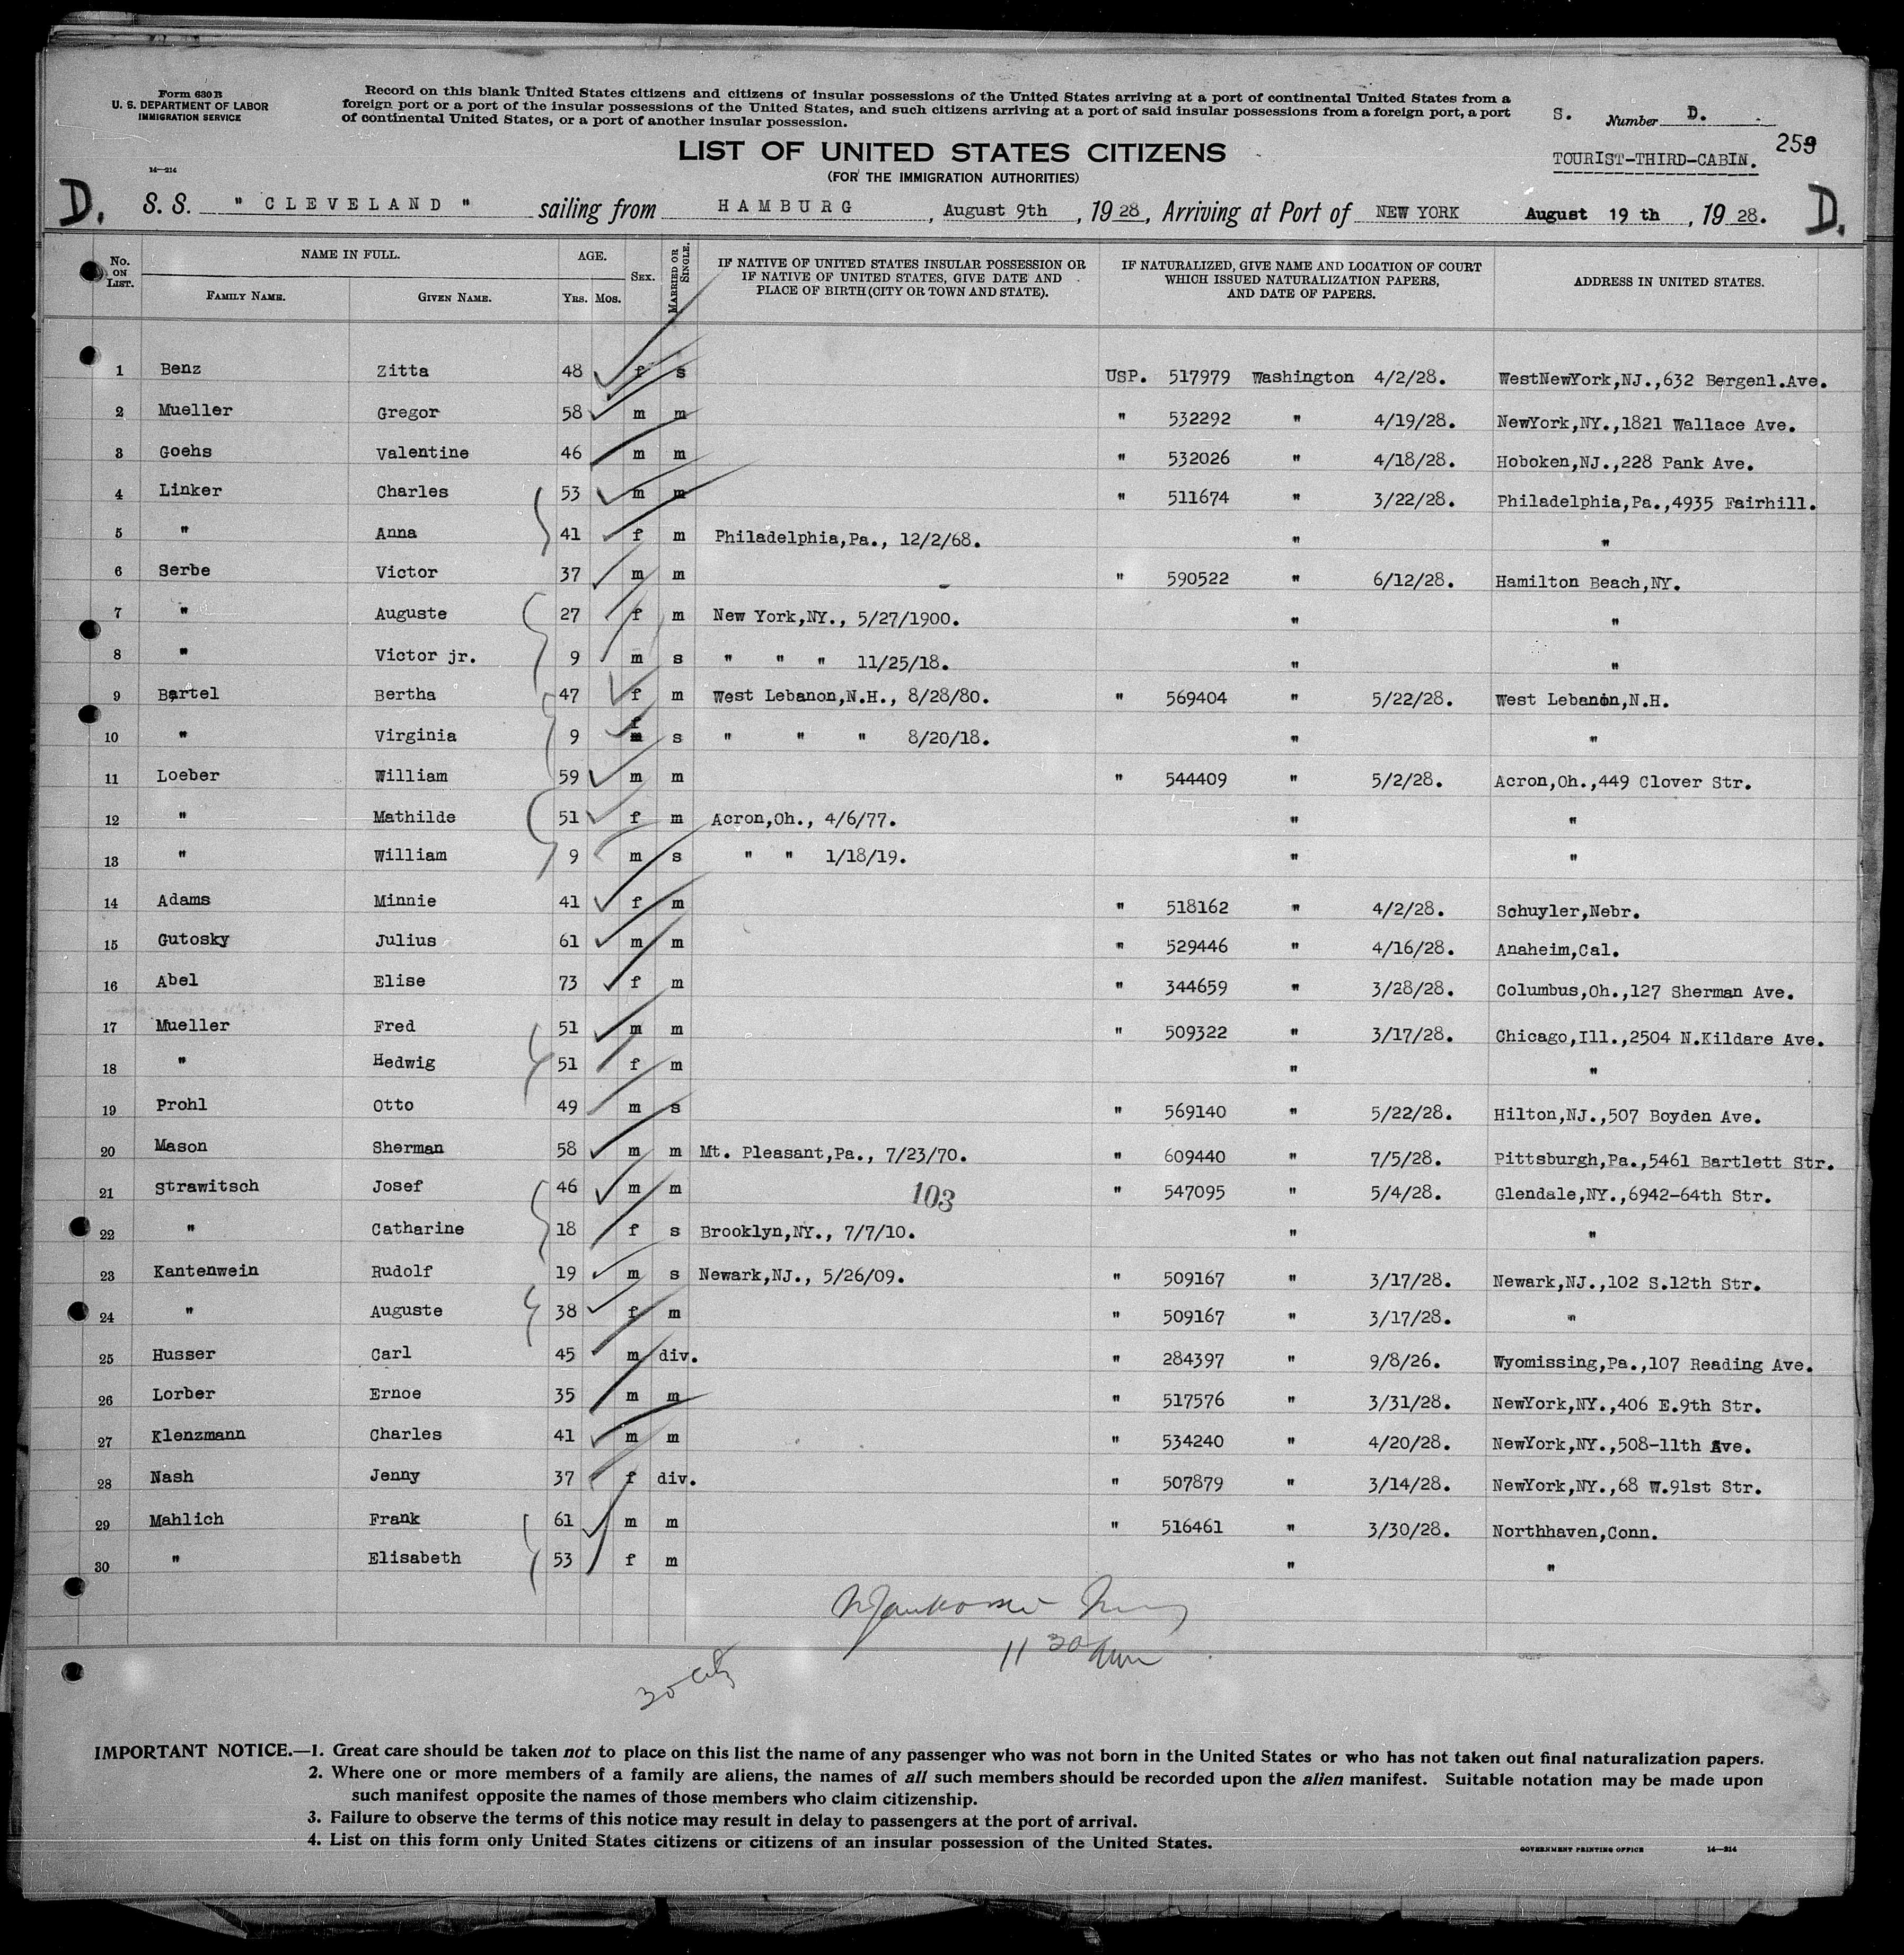 Form 630 B
U. S. DEPARTMENT OF LABOR
IMMIGRATION SERVICE
14—214
Record on this blank United States citizens and citizens of insular possessions of the United States arriving at a port of continental United States from a
foreign port or a port of the insular possessions of the United States, and such citizens arriving at a port of said insular possessions from a foreign port, a port
of continental United States, or a port of another insular possession.
S. Number D.
259
TOURIST-THIRD-CABIN.
LIST OF UNITED STATES CITIZENS
(FOR THE IMMIGRATION AUTHORITIES)
D. S. S. " CLEVELAND " sailing from HAMBURG, August 9th, 19 28, Arriving at Port of NEW YORK August 19 th, 19 28. D.
No. ON LIST. NAME IN FULL. FAMILY NAME. GIVEN NAME. AGE. YRS. MOS. SEX. MARRIED OR SINGLE. IF NATIVE OF UNITED STATES INSULAR POSSESSION OR IF NATIVE OF UNITED STATES, GIVE DATE AND PLACE OF BIRTH (CITY OR TOWN AND STATE). IF NATURALIZED, GIVE NAME AND LOCATION OF COURT WHICH ISSUED NATURALIZATION PAPERS, AND DATE OF PAPERS. ADDRESS IN UNITED STATES.
1 Benz Zitta 48 f s USP. 517979 Washington 4/2/28. WestNewYork,NJ.,632 Bergenl.Ave.
2 Mueller Gregor 58 m m " 532292 " 4/19/28. NewYork,NY.,1821 Wallace Ave.
3 Goehs Valentine 46 m m " 532026 " 4/18/28. Hoboken,NJ.,228 Pank Ave.
4 Linker Charles 53 m m " 511674 " 3/22/28. Philadelphia,Pa.,4935 Fairhill.
5 " Anna 41 f m Philadelphia,Pa., 12/2/68. " "
6 Serbe Victor 37 m m " 590522 " 6/12/28. Hamilton Beach,NY.
7 " Auguste 27 f m New York,NY., 5/27/1900. " "
8 " Victor jr. 9 m s " " " 11/25/18. " "
9 Bartel Bertha 47 f m West Lebanon,N.H., 8/28/80. " 569404 " 5/22/28. West Lebanon,N.H.
10 " Virginia 9 f s " " " 8/20/18. " "
11 Loeber William 59 m m " 544409 " 5/2/28. Acron,Oh.,449 Clover Str.
12 " Mathilde 51 f m Acron,Oh., 4/6/77. " "
13 " William 9 m s " " 1/18/19. " "
14 Adams Minnie 41 f m " 518162 " 4/2/28. Schuyler,Nebr.
15 Gutosky Julius 61 m m " 529446 " 4/16/28. Anaheim,Cal.
16 Abel Elise 73 f m " 344659 " 3/28/28. Columbus,Oh.,127 Sherman Ave.
17 Mueller Fred 51 m m " 509322 " 3/17/28. Chicago,Ill.,2504 N.Kildare Ave.
18 " Hedwig 51 f m " "
19 Prohl Otto 49 m s " 569140 " 5/22/28. Hilton,NJ.,507 Boyden Ave.
20 Mason Sherman 58 m m Mt. Pleasant,Pa., 7/23/70. " 609440 " 7/5/28. Pittsburgh,Pa.,5461 Bartlett Str.
21 Strawitsch Josef 46 m m 103 " 547095 " 5/4/28. Glendale,NY.,6942-64th Str.
22 " Catharine 18 f s Brooklyn,NY., 7/7/10. " "
23 Kantenwein Rudolf 19 m s Newark,NJ., 5/26/09. " 509167 " 3/17/28. Newark,NJ.,102 S.12th Str.
24 " Auguste 38 f m " 509167 " 3/17/28. "
25 Husser Carl 45 m div. " 284397 " 9/8/26. Wyomissing,Pa.,107 Reading Ave.
26 Lorber Ernoe 35 m m " 517576 " 3/31/28. NewYork,NY.,406 E.9th Str.
27 Klenzmann Charles 41 m m " 534240 " 4/20/28. NewYork,NY.,508-11th Ave.
28 Nash Jenny 37 f div. " 507879 " 3/14/28. NewYork,NY.,68 W.91st Str.
29 Mahlich Frank 61 m m " 516461 " 3/30/28. Northhaven,Conn.
30 " Elisabeth 53 f m " "
11 30
30
IMPORTANT NOTICE.—1. Great care should be taken not to place on this list the name of any passenger who was not born in the United States or who has not taken out final naturalization papers.
2. Where one or more members of a family are aliens, the names of all such members should be recorded upon the alien manifest. Suitable notation may be made upon
such manifest opposite the names of those members who claim citizenship.
3. Failure to observe the terms of this notice may result in delay to passengers at the port of arrival.
4. List on this form only United States citizens or citizens of an insular possession of the United States.
GOVERNMENT PRINTING OFFICE 14—214